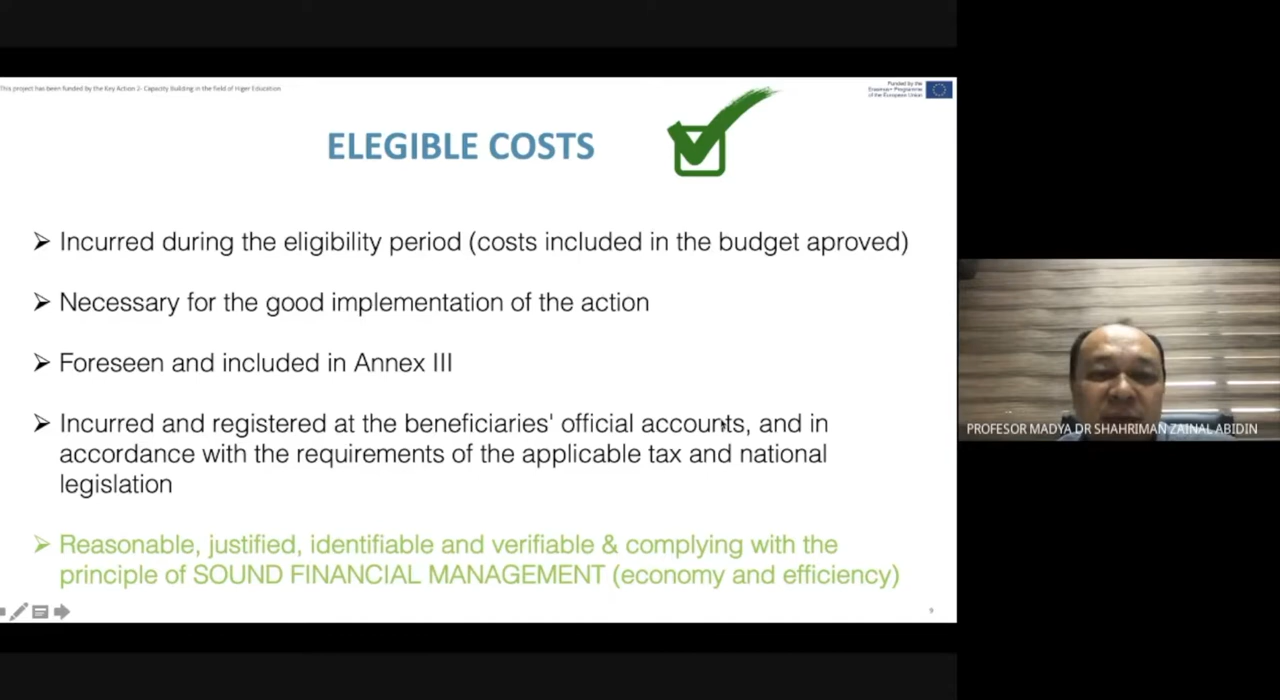 This project has been funded by the Key Action 2- Capacity Building in the field of Higer Education
Funded by the
Erasmus+ Programme
of the European Union
ELEGIBLE COSTS
➢ Incurred during the eligibility period (costs included in the budget aproved)
➢ Necessary for the good implementation of the action
➢ Foreseen and included in Annex III
➢ Incurred and registered at the beneficiaries' official accounts, and in
accordance with the requirements of the applicable tax and national
legislation
➢ Reasonable, justified, identifiable and verifiable & complying with the
principle of SOUND FINANCIAL MANAGEMENT (economy and efficiency)
9
PROFESOR MADYA DR SHAHRIMAN ZAINAL ABIDIN